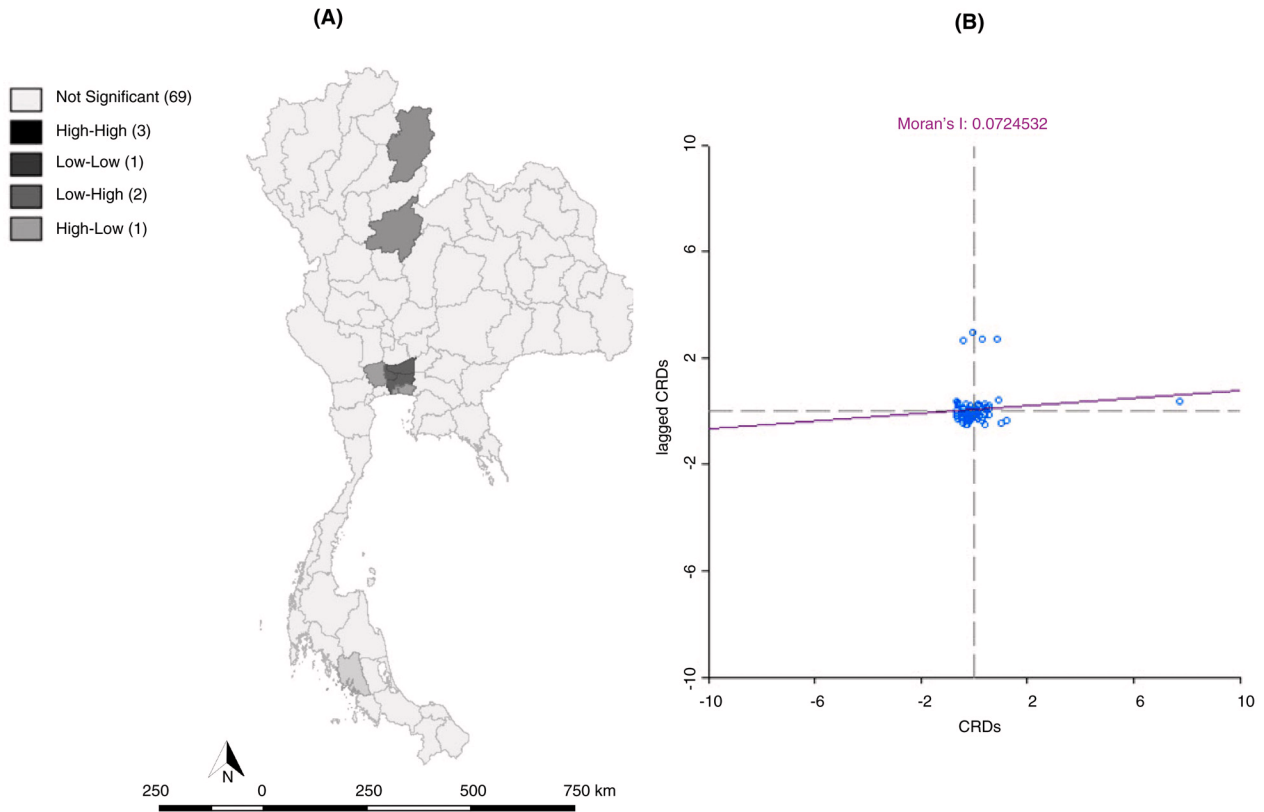 (A)
Not Significant (69)
High-High (3)
Low-Low (1)
Low-High (2)
High-Low (1)
N
250 0 250 500 750 km
(B)
Moran's I: 0.0724532
10
6
2
-2
-6
-10
lagged CRDs
-10 -6 -2 2 6 10
CRDs